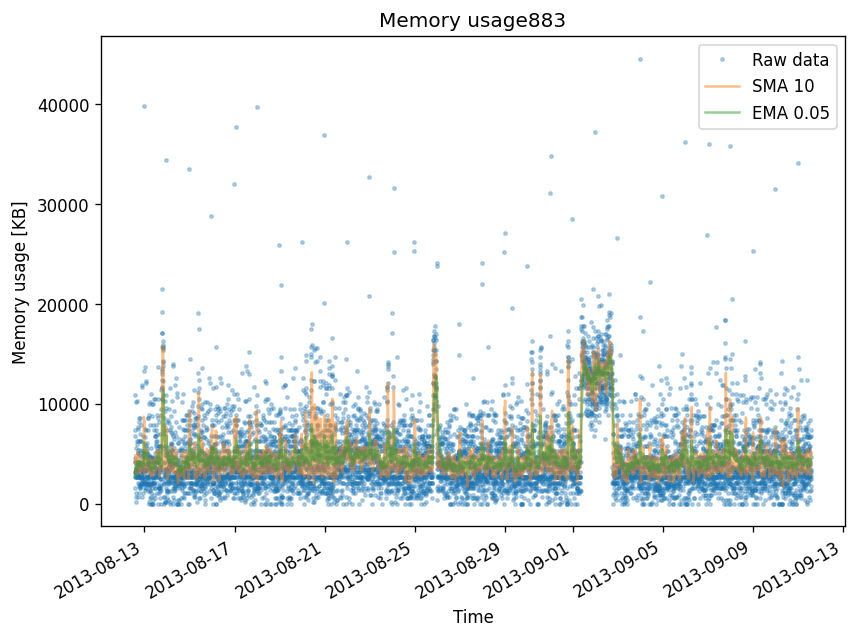 Memory usage883
Raw data
SMA 10
EMA 0.05
Memory usage [KB]
40000
30000
20000
10000
0
2013-08-13
2013-08-17
2013-08-21
2013-08-25
2013-08-29
2013-09-01
2013-09-05
2013-09-09
2013-09-13
Time